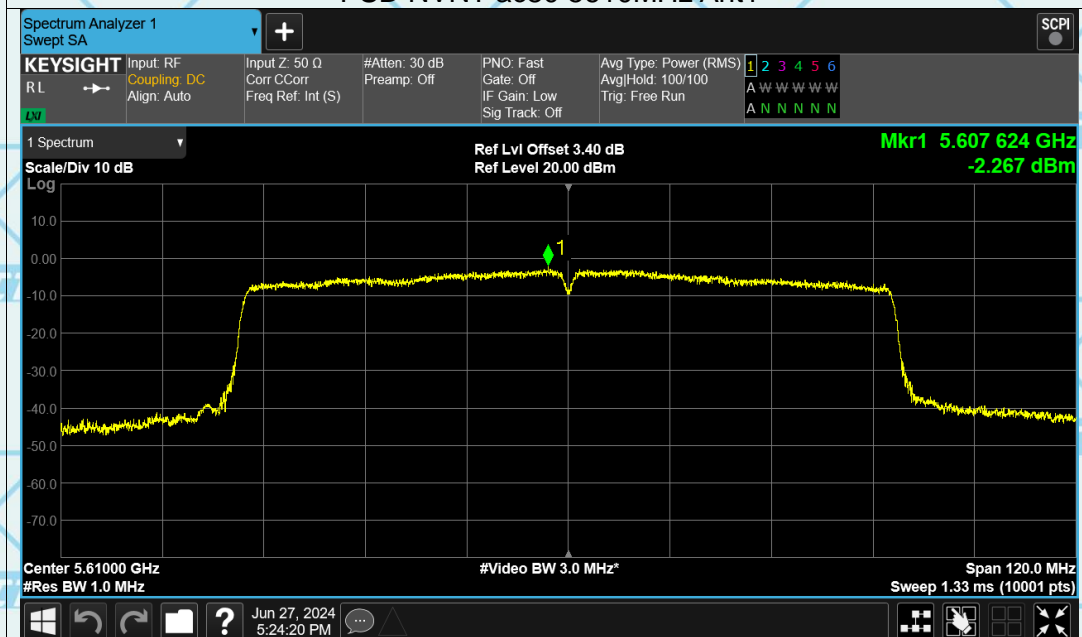 Spectrum Analyzer 1
Swept SA
+
SCPI
KEYSIGHT
RL
LXI
Input: RF
Coupling: DC
Align: Auto
Input Z: 50 Ω
Corr CCorr
Freq Ref: Int (S)
#Atten: 30 dB
Preamp: Off
PNO: Fast
Gate: Off
IF Gain: Low
Sig Track: Off
Avg Type: Power (RMS)
Avg|Hold: 100/100
Trig: Free Run
1 2 3 4 5 6
A W W W W W
A N N N N N
1 Spectrum
Scale/Div 10 dB
Log
Ref Lvl Offset 3.40 dB
Ref Level 20.00 dBm
Mkr1 5.607 624 GHz
-2.267 dBm
10.0
0.00
-10.0
-20.0
-30.0
-40.0
-50.0
-60.0
-70.0
1
Center 5.61000 GHz
#Res BW 1.0 MHz
#Video BW 3.0 MHz*
Span 120.0 MHz
Sweep 1.33 ms (10001 pts)
?
Jun 27, 2024
5:24:20 PM